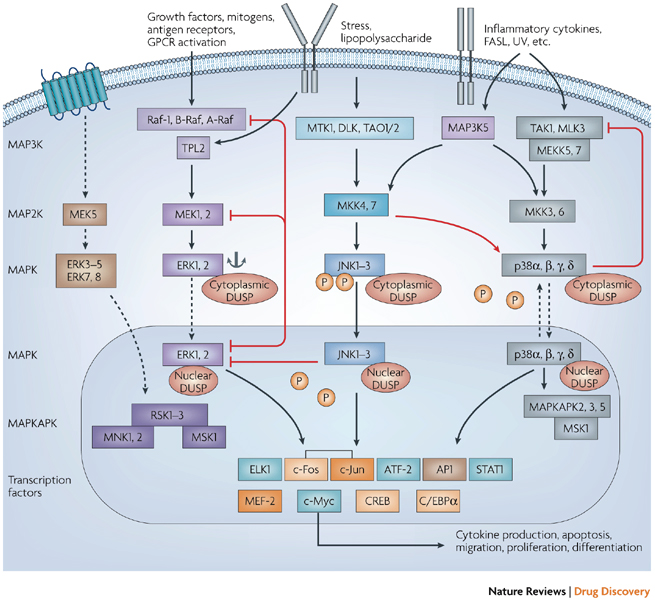 Growth factors, mitogens,
antigen receptors,
GPCR activation
Stress,
lipopolysaccharide
Inflammatory cytokines,
FASL, UV, etc.
MAP3K
Raf-1, B-Raf, A-Raf
TPL2
MTK1, DLK, TAO1/2
MAP3K5
TAK1, MLK3
MEKK5, 7
MAP2K
MEK5
MEK1, 2
MKK4, 7
MKK3, 6
MAPK
ERK3–5
ERK7, 8
ERK1, 2
Cytoplasmic
DUSP
JNK1–3
P
P
Cytoplasmic
DUSP
p38α, β, γ, δ
Cytoplasmic
DUSP
P
P
MAPK
ERK1, 2
Nuclear
DUSP
JNK1–3
Nuclear
DUSP
P
P
p38α, β, γ, δ
Nuclear
DUSP
MAPKAPK
RSK1–3
MNK1, 2
MSK1
MAPKAPK2, 3, 5
MSK1
Transcription
factors
ELK1
c-Fos
c-Jun
ATF-2
AP1
STAT1
MEF-2
c-Myc
CREB
C/EBPα
Cytokine production, apoptosis,
migration, proliferation, differentiation
Nature Reviews | Drug Discovery